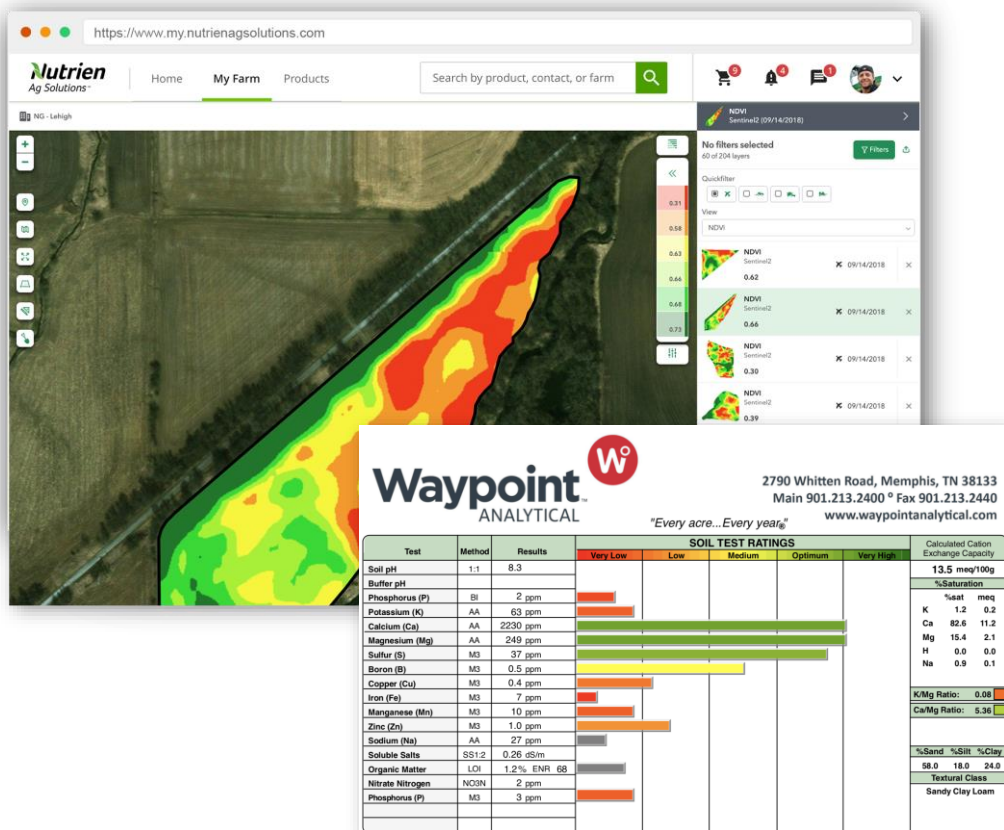 https://www.my.nutrienagsolutions.com
Nutrien
Ag Solutions
Home My Farm Products
Search by product, contact, or farm
9 4 1
NG - Lehigh
NDVI
Sentinel2 (09/14/2018)
No filters selected
60 of 204 layers
Filters
Quickfilter
View
NDVI
0.31
0.58
0.63
0.66
0.68
0.73
NDVI
Sentinel2 09/14/2018
0.62
NDVI
Sentinel2 09/14/2018
0.66
NDVI
Sentinel2 09/14/2018
0.30
NDVI
Sentinel2 09/14/2018
0.39
Waypoint
ANALYTICAL
"Every acre...Every year®"
2790 Whitten Road, Memphis, TN 38133
Main 901.213.2400 ° Fax 901.213.2440
www.waypointanalytical.com
Test Method Results SOIL TEST RATINGS
Very Low Low Medium Optimum Very High
Soil pH 1:1 8.3
Buffer pH
Phosphorus (P) BI 2 ppm
Potassium (K) AA 63 ppm
Calcium (Ca) AA 2230 ppm
Magnesium (Mg) AA 249 ppm
Sulfur (S) M3 37 ppm
Boron (B) M3 0.5 ppm
Copper (Cu) M3 0.4 ppm
Iron (Fe) M3 7 ppm
Manganese (Mn) M3 10 ppm
Zinc (Zn) M3 1.0 ppm
Sodium (Na) AA 27 ppm
Soluble Salts SS1:2 0.26 dS/m
Organic Matter LOI 1.2% ENR 68
Nitrate Nitrogen NO3N 2 ppm
Phosphorus (P) M3 3 ppm
Calculated Cation
Exchange Capacity
13.5 meq/100g
%Saturation
%sat meq
K 1.2 0.2
Ca 82.6 11.2
Mg 15.4 2.1
H 0.0 0.0
Na 0.9 0.1
K/Mg Ratio: 0.08
Ca/Mg Ratio: 5.36
%Sand %Silt %Clay
58.0 18.0 24.0
Textural Class
Sandy Clay Loam